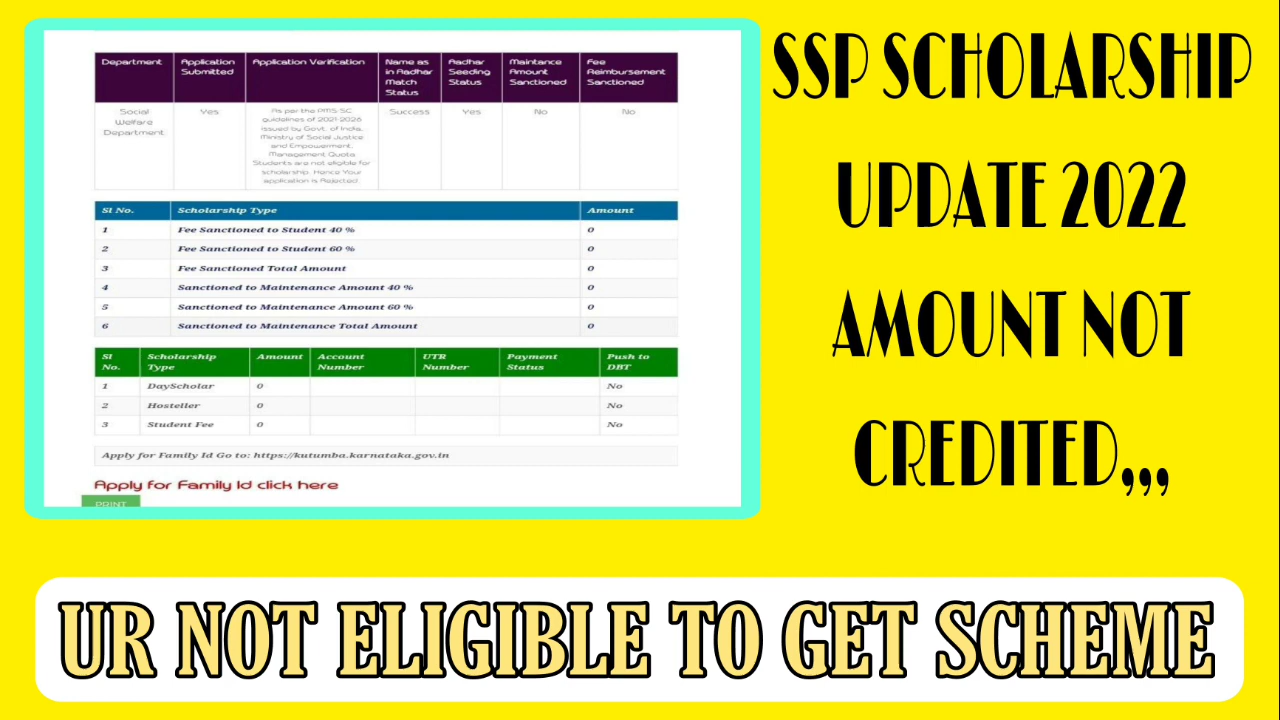 SSP SCHOLARSHIP
UPDATE 2022
AMOUNT NOT
CREDITED,,,
Department Application Submitted Application Verification Name as in Aadhar Match Status Aadhar Seeding Status Maintance Amount Sanctioned Fee Reimbursement Sanctioned
Social Welfare Department Yes As per the PMS-SC guidelines of 2021-2026 issued by Govt. of India, Ministry of Social Justice and Empowerment, Management Quota Students are not eligible for scholarship. Hence Your application is Rejected. Success Yes No No
Sl No. Scholarship Type Amount
1 Fee Sanctioned to Student 40 % 0
2 Fee Sanctioned to Student 60 % 0
3 Fee Sanctioned Total Amount 0
4 Sanctioned to Maintenance Amount 40 % 0
5 Sanctioned to Maintenance Amount 60 % 0
6 Sanctioned to Maintenance Total Amount 0
Sl No. Scholarship Type Amount Account Number UTR Number Payment Status Push to DBT
1 DayScholar 0 No
2 Hosteller 0 No
3 Student Fee 0 No
Apply for Family Id Go to: https://kutumba.karnataka.gov.in
Apply for Family Id click here
PRINT
UR NOT ELIGIBLE TO GET SCHEME